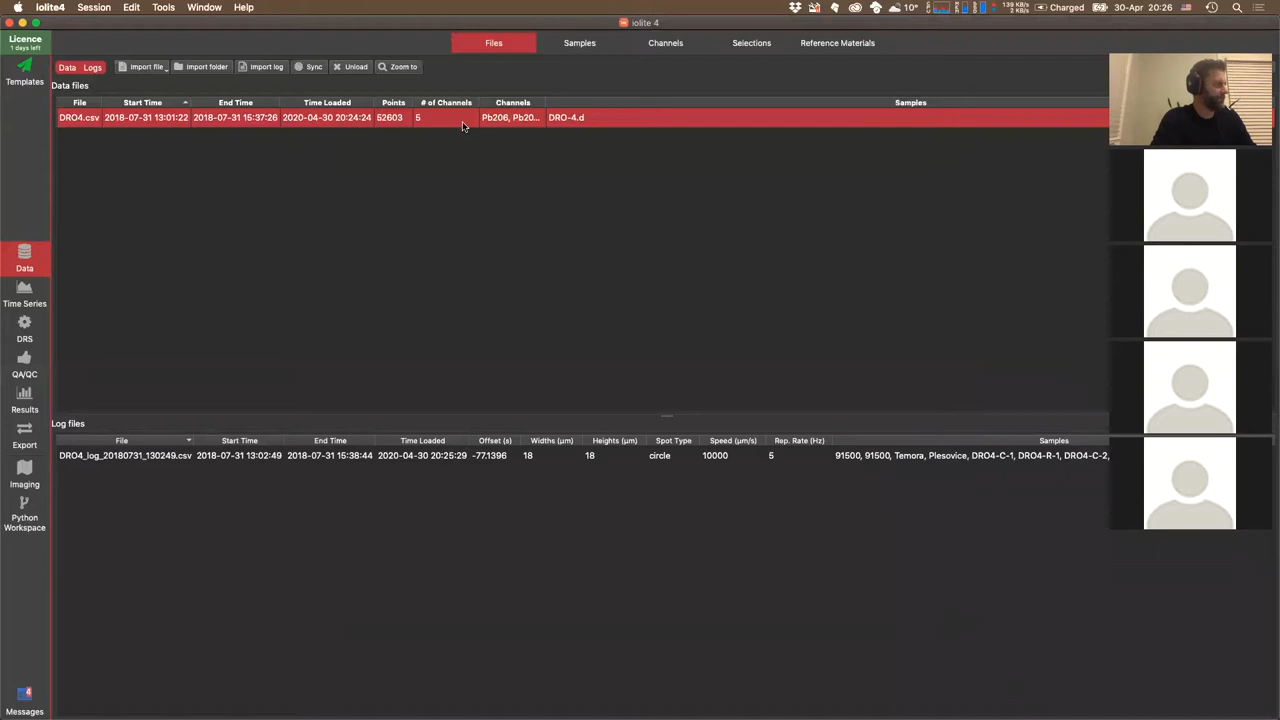 iolite4 Session Edit Tools Window Help 10° 139 KB/s 2 KB/s Charged 30-Apr 20:26
iolite 4
Licence
1 days left
Files Samples Channels Selections Reference Materials
Templates
Data Logs Import file Import folder Import log Sync Unload Zoom to
Data files
File Start Time End Time Time Loaded Points # of Channels Channels Samples
DRO4.csv 2018-07-31 13:01:22 2018-07-31 15:37:26 2020-04-30 20:24:24 52603 5 Pb206, Pb20... DRO-4.d
Data
Time Series
DRS
QA/QC
Results
Export
Imaging
Python
Workspace
4
Messages
Log files
File Start Time End Time Time Loaded Offset (s) Widths (µm) Heights (µm) Spot Type Speed (µm/s) Rep. Rate (Hz) Samples
DRO4_log_20180731_130249.csv 2018-07-31 13:02:49 2018-07-31 15:38:44 2020-04-30 20:25:29 -77.1396 18 18 circle 10000 5 91500, 91500, Temora, Plesovice, DRO4-C-1, DRO4-R-1, DRO4-C-2,